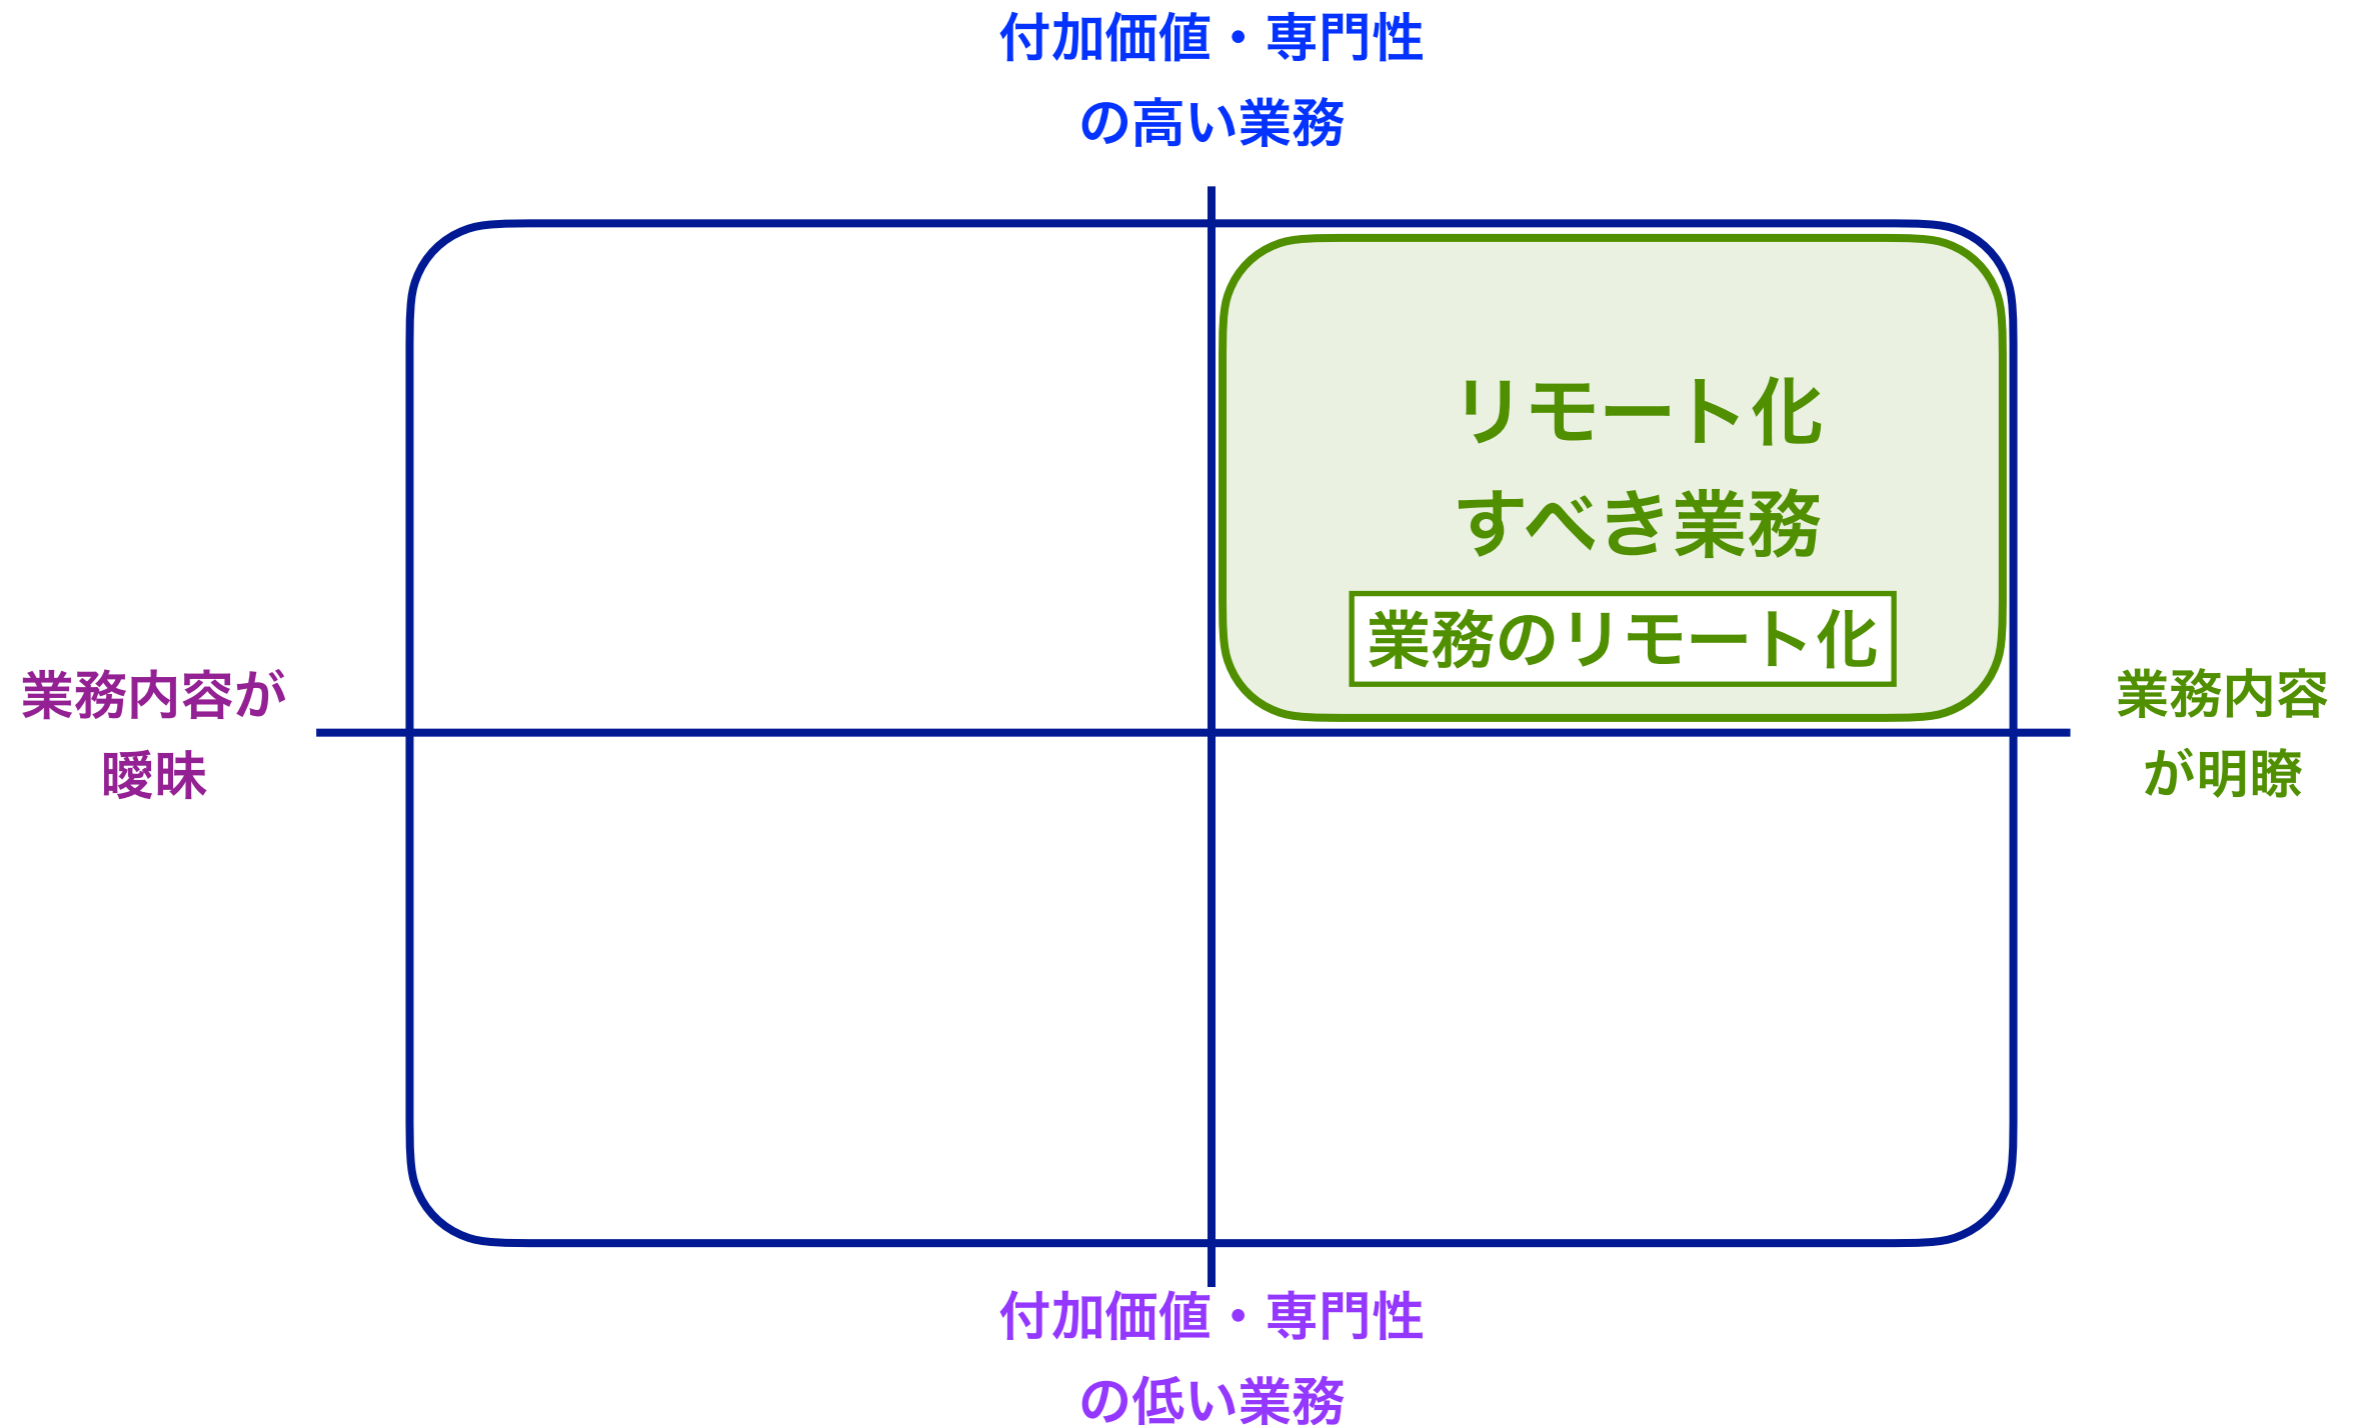 付加価値・専門性
の高い業務
リモート化
すべき業務
業務のリモート化
業務内容が
曖昧
業務内容
が明瞭
付加価値・専門性
の低い業務